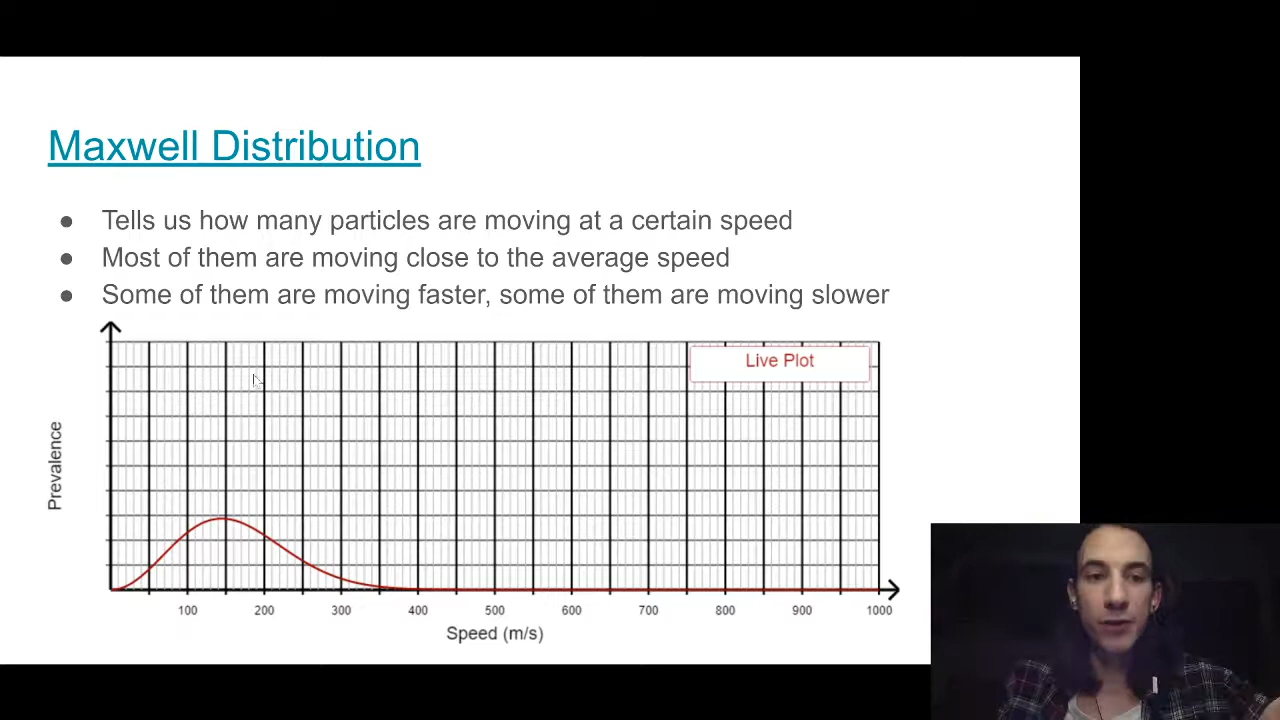 Maxwell Distribution
● Tells us how many particles are moving at a certain speed
● Most of them are moving close to the average speed
● Some of them are moving faster, some of them are moving slower
Live Plot
Prevalence
100 200 300 400 500 600 700 800 900 1000
Speed (m/s)